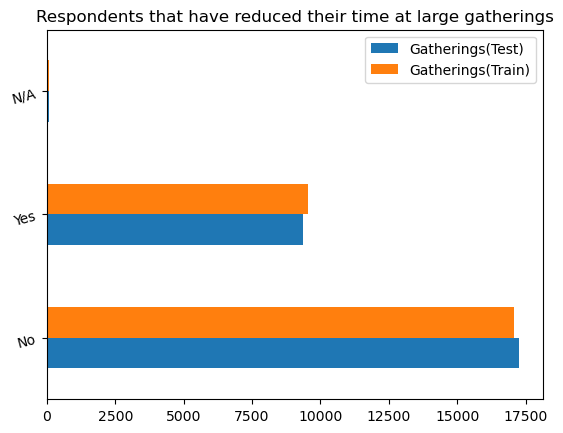 Respondents that have reduced their time at large gatherings
Gatherings(Test)
Gatherings(Train)
N/A
Yes
No
0 2500 5000 7500 10000 12500 15000 17500